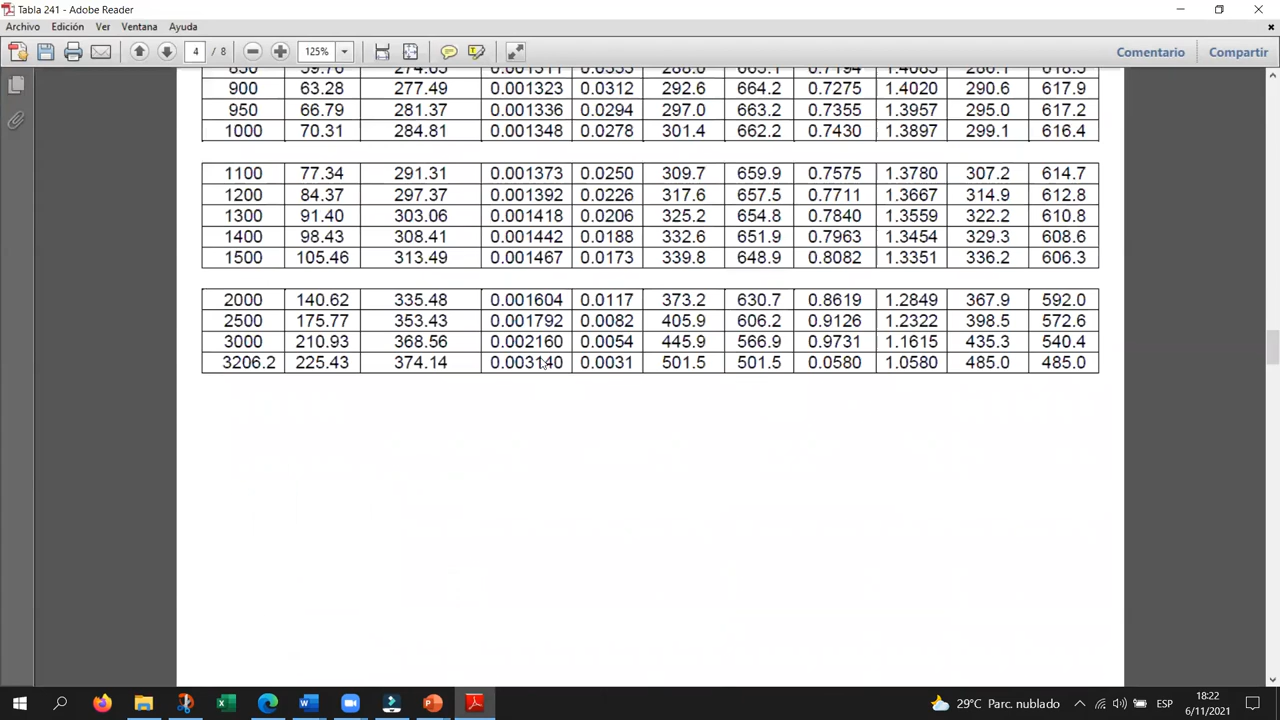 Tabla 241 - Adobe Reader
Archivo Edición Ver Ventana Ayuda
4 / 8 125% Comentario Compartir
850 59.76 274.05 0.001311 0.0333 288.0 665.1 0.7194 1.4085 286.1 618.5
900 63.28 277.49 0.001323 0.0312 292.6 664.2 0.7275 1.4020 290.6 617.9
950 66.79 281.37 0.001336 0.0294 297.0 663.2 0.7355 1.3957 295.0 617.2
1000 70.31 284.81 0.001348 0.0278 301.4 662.2 0.7430 1.3897 299.1 616.4
1100 77.34 291.31 0.001373 0.0250 309.7 659.9 0.7575 1.3780 307.2 614.7
1200 84.37 297.37 0.001392 0.0226 317.6 657.5 0.7711 1.3667 314.9 612.8
1300 91.40 303.06 0.001418 0.0206 325.2 654.8 0.7840 1.3559 322.2 610.8
1400 98.43 308.41 0.001442 0.0188 332.6 651.9 0.7963 1.3454 329.3 608.6
1500 105.46 313.49 0.001467 0.0173 339.8 648.9 0.8082 1.3351 336.2 606.3
2000 140.62 335.48 0.001604 0.0117 373.2 630.7 0.8619 1.2849 367.9 592.0
2500 175.77 353.43 0.001792 0.0082 405.9 606.2 0.9126 1.2322 398.5 572.6
3000 210.93 368.56 0.002160 0.0054 445.9 566.9 0.9731 1.1615 435.3 540.4
3206.2 225.43 374.14 0.003140 0.0031 501.5 501.5 0.0580 1.0580 485.0 485.0
29°C Parc. nublado ESP 18:22
6/11/2021